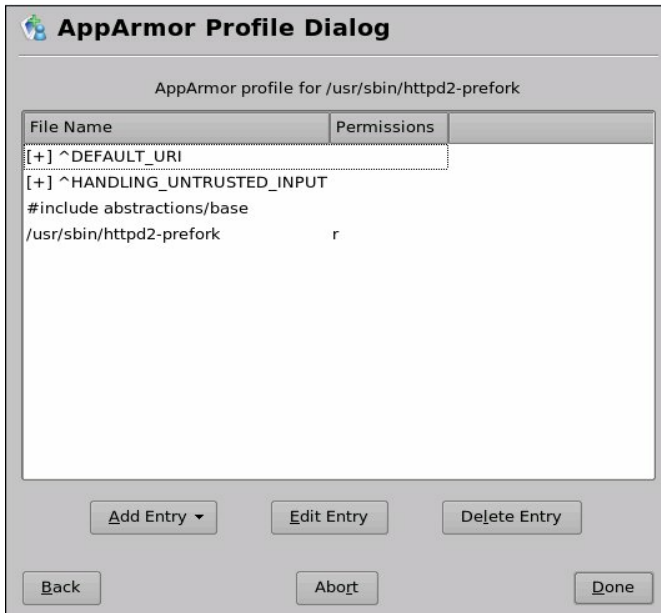 AppArmor Profile Dialog
AppArmor profile for /usr/sbin/httpd2-prefork
File Name Permissions
[+] ^DEFAULT_URI
[+] ^HANDLING_UNTRUSTED_INPUT
#include abstractions/base
/usr/sbin/httpd2-prefork r
Add Entry Edit Entry Delete Entry
Back Abort Done